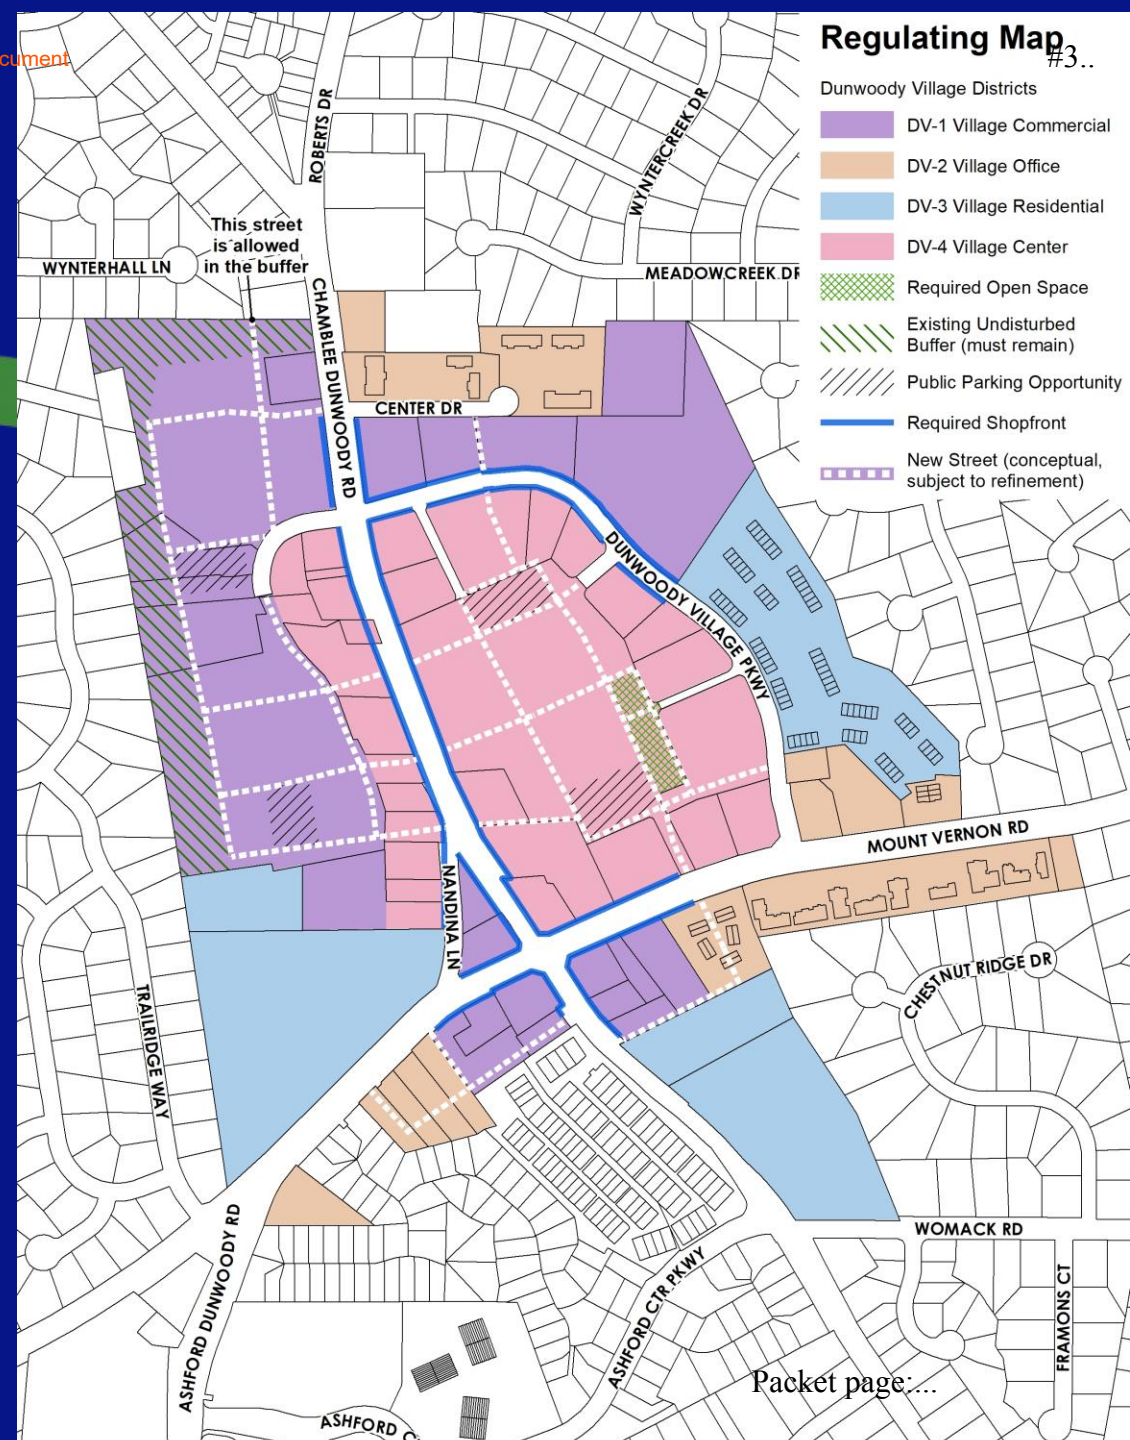 cument
Regulating Map
#3..
Dunwoody Village Districts
DV-1 Village Commercial
DV-2 Village Office
DV-3 Village Residential
DV-4 Village Center
Required Open Space
Existing Undisturbed
Buffer (must remain)
Public Parking Opportunity
Required Shopfront
New Street (conceptual,
subject to refinement)
ROBERTS DR
WYNTERCREEK DR
This street
is allowed
in the buffer
WYNTERHALL LN
MEADOWCREEK DR
CHAMBLEE DUNWOODY RD
CENTER DR
DUNWOODY VILLAGE PKWY
MOUNT VERNON RD
NANDINA LN
CHESTNUT RIDGE DR
TRAILRIDGE WAY
WOMACK RD
ASHFORD DUNWOODY RD
ASHFORD CTR PKWY
FRAMONS CT
Packet page:...
ASHFORD C